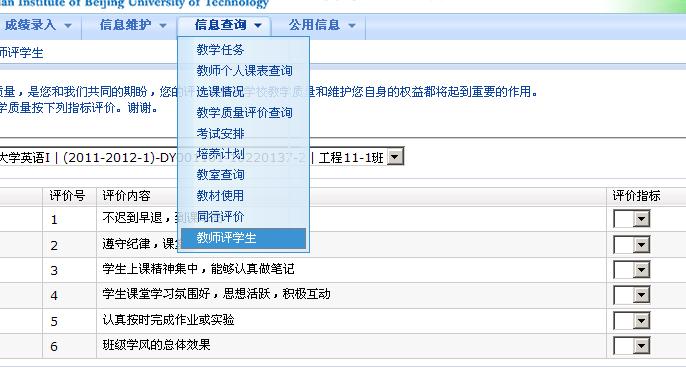 Institute of Beijing University of Technology
成绩录入 信息维护 信息查询 公用信息
师评学生
教学任务
教师个人课表查询
选课情况
教学质量评价查询
考试安排
培养计划
教室查询
教材使用
同行评价
教师评学生
质量，是您和我们共同的期盼，您的评 学校教学质量和维护您自身的权益都将起到重要的作用。
学质量按下列指标评价。谢谢。
大学英语I | (2011-2012-1)-DY 20220137-2 | 工程11-1班
评价号 评价内容 评价指标
1 不迟到早退，到课
2 遵守纪律，课堂
3 学生上课精神集中，能够认真做笔记
4 学生课堂学习氛围好，思想活跃，积极互动
5 认真按时完成作业或实验
6 班级学风的总体效果